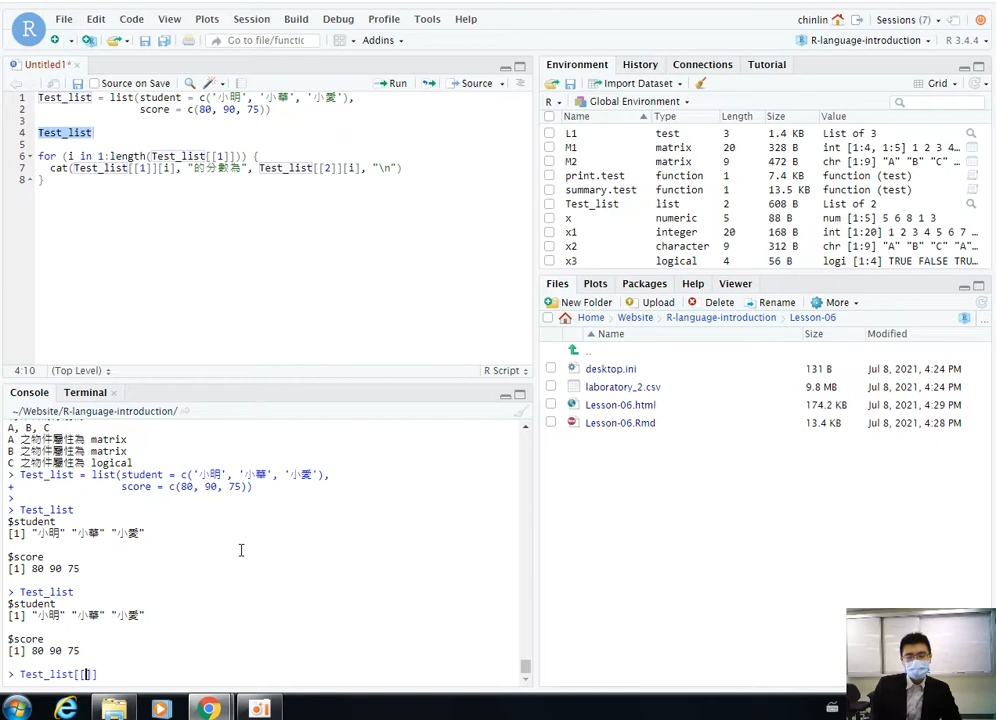 File Edit Code View Plots Session Build Debug Profile Tools Help
chinlin Sessions (7)
Go to file/functic Addins
R-language-introduction R 3.4.4
Untitled1*
Source on Save Run Source
1 Test_list = list(student = c('小明', '小華', '小愛'),
2 score = c(80, 90, 75))
3
4 Test_list
5
6 for (i in 1:length(Test_list[[1]])) {
7 cat(Test_list[[1]][i], "的分數為", Test_list[[2]][i], "\n")
8 }
4:10 (Top Level) R Script
Console Terminal
~/Website/R-language-introduction/
A, B, C
A 之物件屬性為 matrix
B 之物件屬性為 matrix
C 之物件屬性為 logical
> Test_list = list(student = c('小明', '小華', '小愛'),
+ score = c(80, 90, 75))
>
> Test_list
$student
[1] "小明" "小華" "小愛"
$score
[1] 80 90 75
> Test_list
$student
[1] "小明" "小華" "小愛"
$score
[1] 80 90 75
> Test_list[[]]
Environment History Connections Tutorial
Import Dataset Grid
R Global Environment
Name Type Length Size Value
L1 test 3 1.4 KB List of 3
M1 matrix 20 328 B int [1:4, 1:5] 1 2 3 4…
M2 matrix 9 472 B chr [1:9] "A" "B" "C" "A"…
print.test function 1 7.4 KB function (test)
summary.test function 1 13.5 KB function (test)
Test_list list 2 608 B List of 2
x numeric 5 88 B num [1:5] 5 6 8 1 3
x1 integer 20 168 B int [1:20] 1 2 3 4 5 6 7 …
x2 character 9 312 B chr [1:9] "A" "B" "C" "A"…
x3 logical 4 56 B logi [1:4] TRUE FALSE TRU…
Files Plots Packages Help Viewer
New Folder Upload Delete Rename More
Home Website R-language-introduction Lesson-06
Name Size Modified
..
desktop.ini 131 B Jul 8, 2021, 4:24 PM
laboratory_2.csv 9.8 MB Jul 8, 2021, 4:24 PM
Lesson-06.html 174.2 KB Jul 8, 2021, 4:29 PM
Lesson-06.Rmd 13.4 KB Jul 8, 2021, 4:28 PM